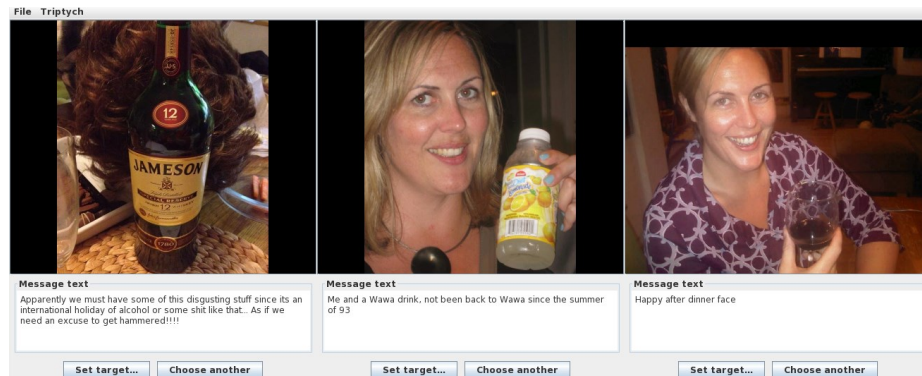 File Triptych
12
JAMESON
12
1780
Message text
Apparently we must have some of this disgusting stuff since its an
international holiday of alcohol or some shit like that... As if we
need an excuse to get hammered!!!!
Set target...
Choose another
Message text
Me and a Wawa drink, not been back to Wawa since the summer
of 93
Set target...
Choose another
Message text
Happy after dinner face
Set target...
Choose another